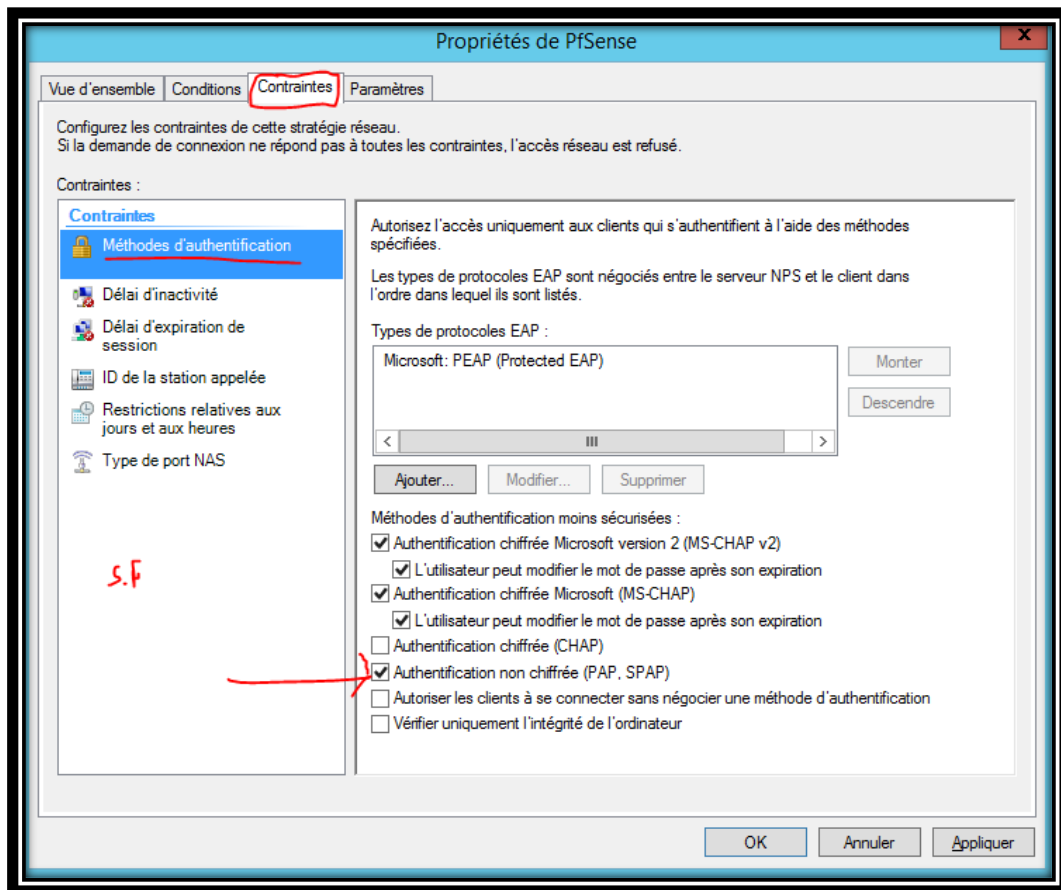 Propriétés de PfSense
x
Vue d'ensemble
Conditions
Contraintes
Paramètres
Configurez les contraintes de cette stratégie réseau.
Si la demande de connexion ne répond pas à toutes les contraintes, l'accès réseau est refusé.
Contraintes :
Contraintes
Méthodes d'authentification
Délai d'inactivité
Délai d'expiration de
session
ID de la station appelée
Restrictions relatives aux
jours et aux heures
Type de port NAS
S.F
Autorisez l'accès uniquement aux clients qui s'authentifient à l'aide des méthodes
spécifiées.
Les types de protocoles EAP sont négociés entre le serveur NPS et le client dans
l'ordre dans lequel ils sont listés.
Types de protocoles EAP :
Microsoft: PEAP (Protected EAP)
Monter
Descendre
Ajouter...
Modifier...
Supprimer
Méthodes d'authentification moins sécurisées :
Authentification chiffrée Microsoft version 2 (MS-CHAP v2)
L'utilisateur peut modifier le mot de passe après son expiration
Authentification chiffrée Microsoft (MS-CHAP)
L'utilisateur peut modifier le mot de passe après son expiration
Authentification chiffrée (CHAP)
Authentification non chiffrée (PAP, SPAP)
Autoriser les clients à se connecter sans négocier une méthode d'authentification
Vérifier uniquement l'intégrité de l'ordinateur
OK
Annuler
Appliquer